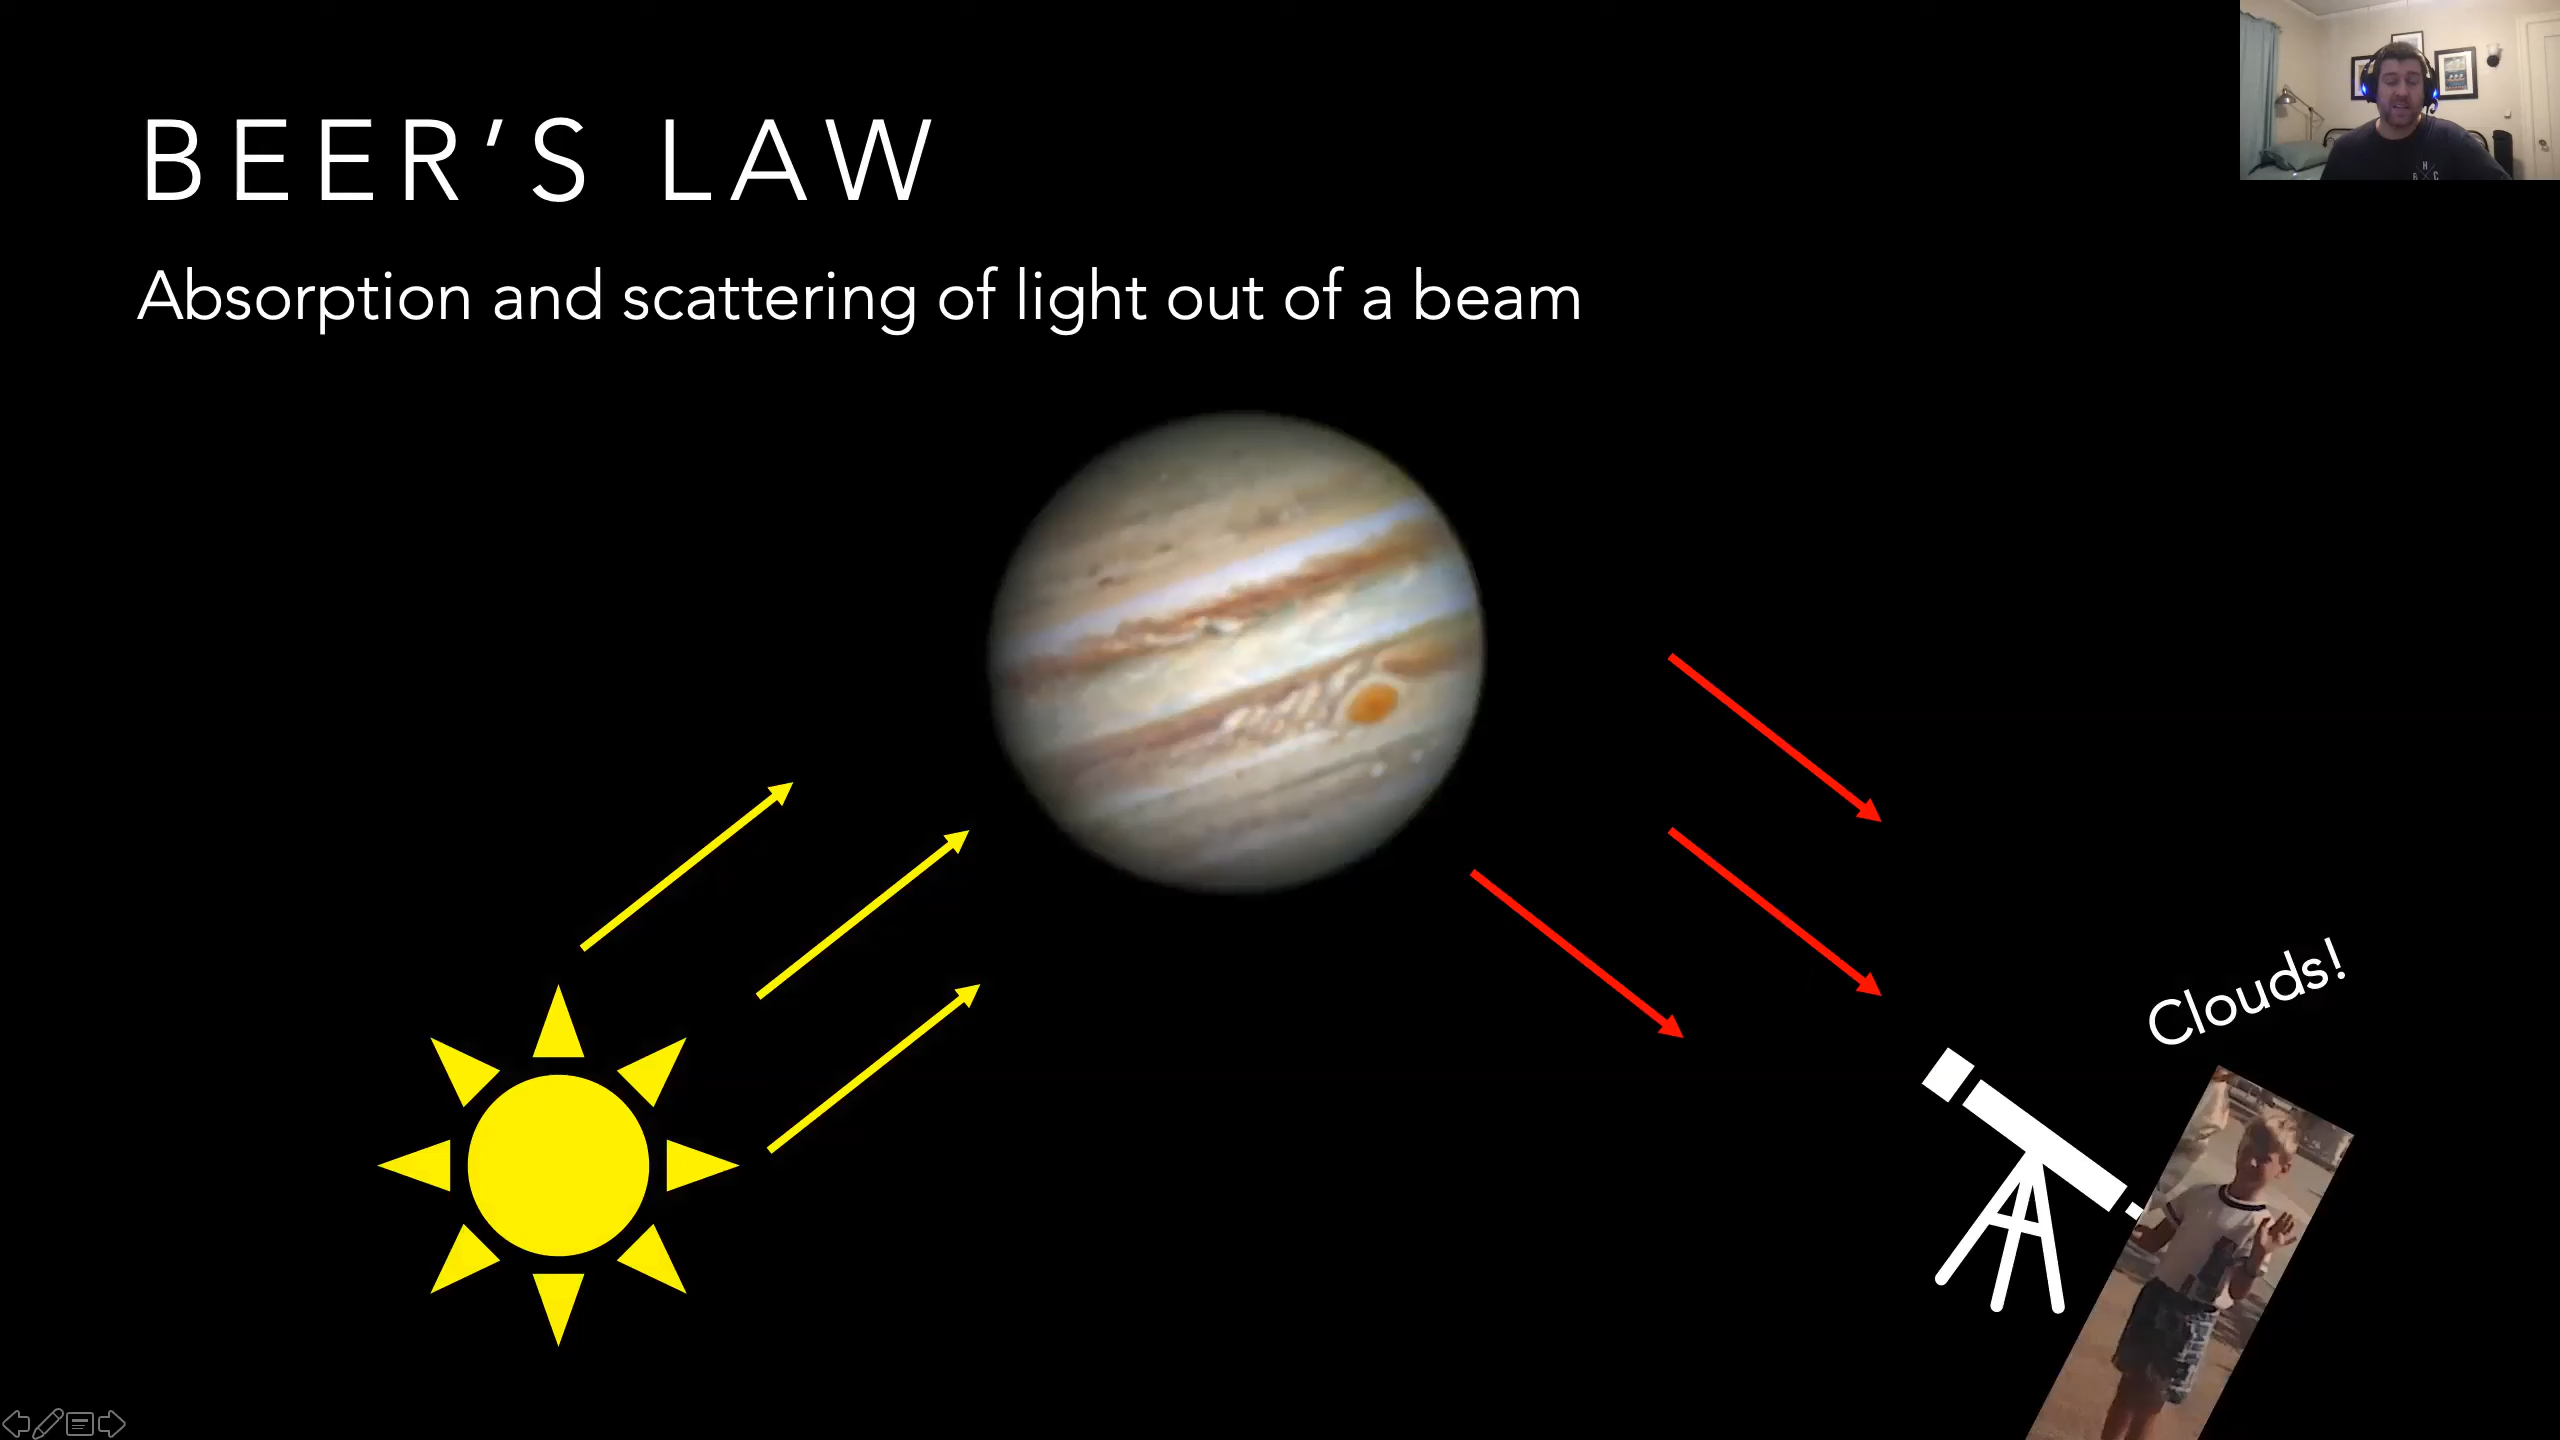 BEER’S LAW
Absorption and scattering of light out of a beam
Clouds!
H
B C